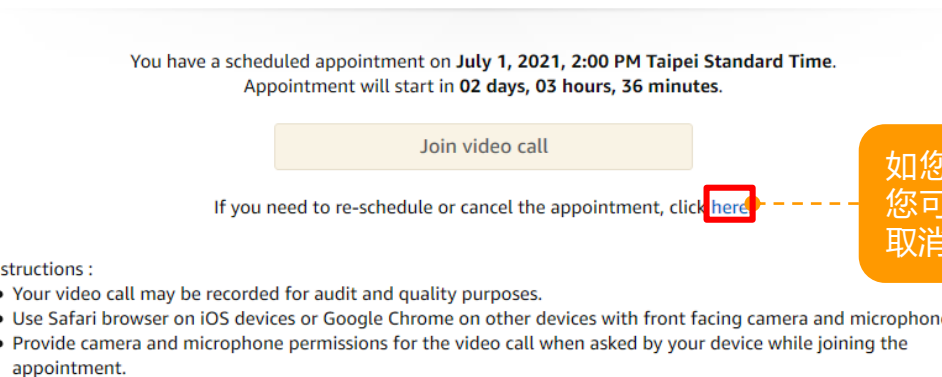 You have a scheduled appointment on July 1, 2021, 2:00 PM Taipei Standard Time.
Appointment will start in 02 days, 03 hours, 36 minutes.
Join video call
If you need to re-schedule or cancel the appointment, click here
如您
您可
取消
structions :
• Your video call may be recorded for audit and quality purposes.
• Use Safari browser on iOS devices or Google Chrome on other devices with front facing camera and microphone
• Provide camera and microphone permissions for the video call when asked by your device while joining the
appointment.